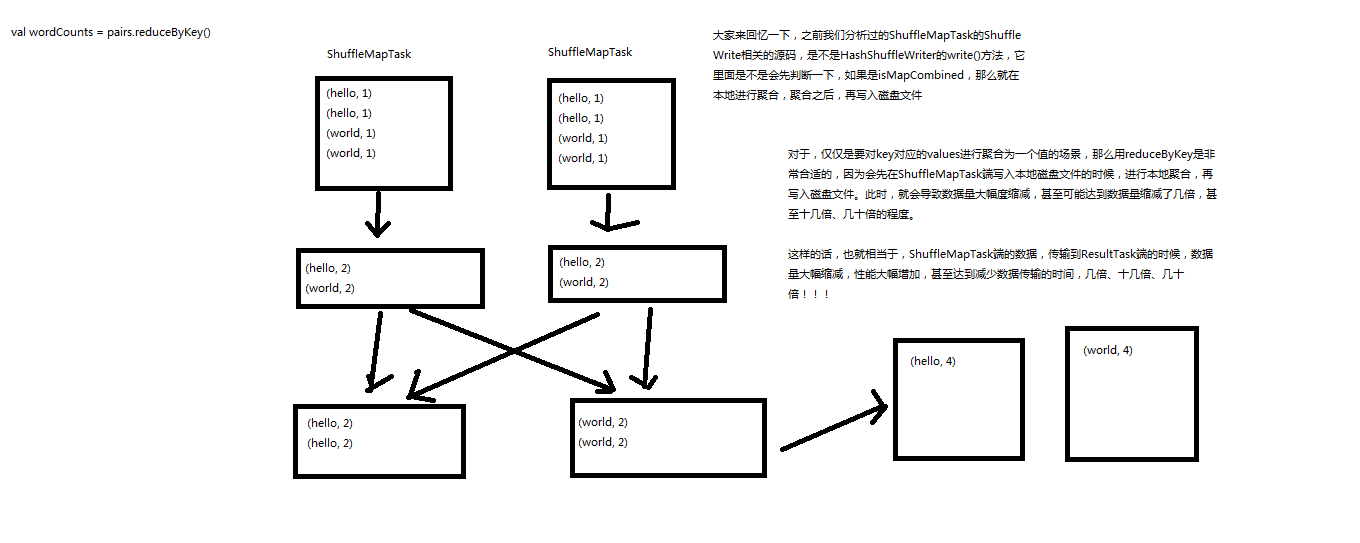 val wordCounts = pairs.reduceByKey()
ShuffleMapTask
(hello, 1)
(hello, 1)
(world, 1)
(world, 1)
ShuffleMapTask
(hello, 1)
(hello, 1)
(world, 1)
(world, 1)
(hello, 2)
(world, 2)
(hello, 2)
(world, 2)
(hello, 2)
(hello, 2)
(world, 2)
(world, 2)
(hello, 4)
(world, 4)
大家来回忆一下，之前我们分析过的ShuffleMapTask的Shuffle
Write相关的源码，是不是HashShuffleWriter的write()方法，它
里面是不是会先判断一下，如果是isMapCombined，那么就在
本地进行聚合，聚合之后，再写入磁盘文件
对于，仅仅是要对key对应的values进行聚合为一个值的场景，那么用reduceByKey是非
常合适的，因为会先在ShuffleMapTask端写入本地磁盘文件的时候，进行本地聚合，再
写入磁盘文件。此时，就会导致数据量大幅度缩减，甚至可能达到数据量缩减了几倍，甚
至十几倍、几十倍的程度。
这样的话，也就相当于，ShuffleMapTask端的数据，传输到ResultTask端的时候，数据
量大幅缩减，性能大幅增加，甚至达到减少数据传输的时间，几倍、十几倍、几十
倍！！！